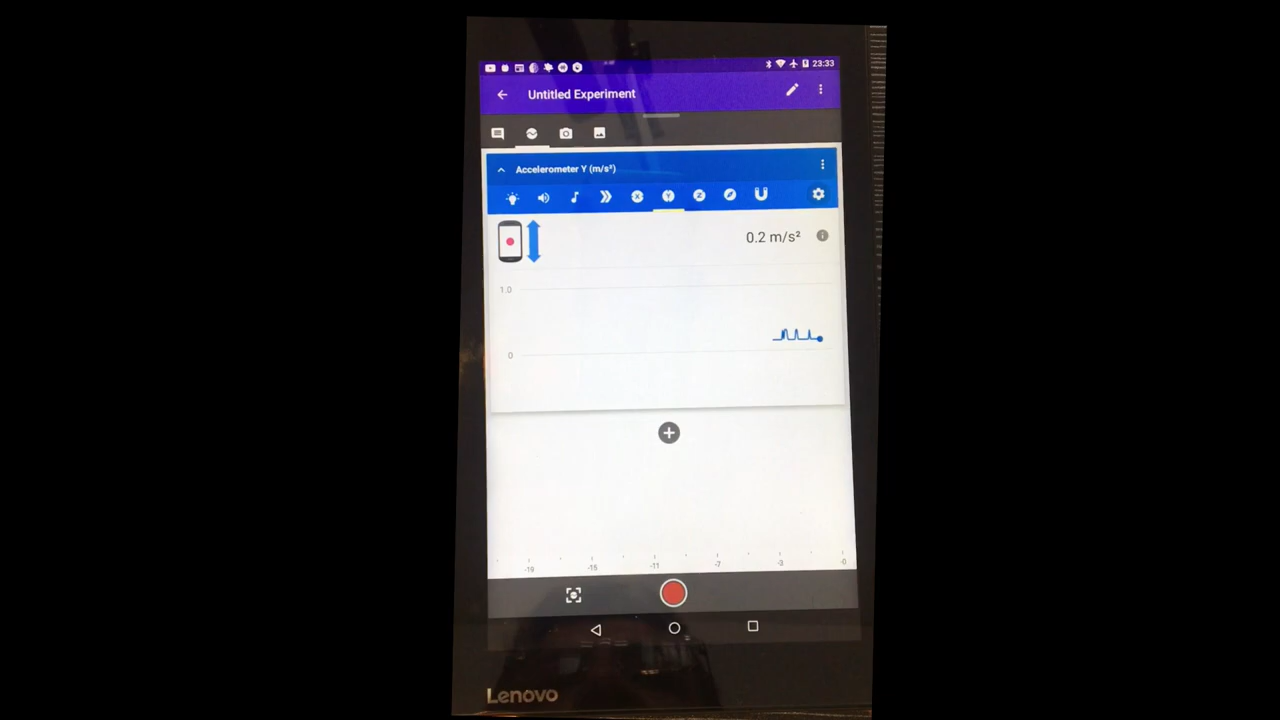 23:33
Untitled Experiment
Accelerometer Y (m/s²)
X Y Z
0.2 m/s²
1.0
0
-19 -15 -11 -7 -3 -0
Lenovo